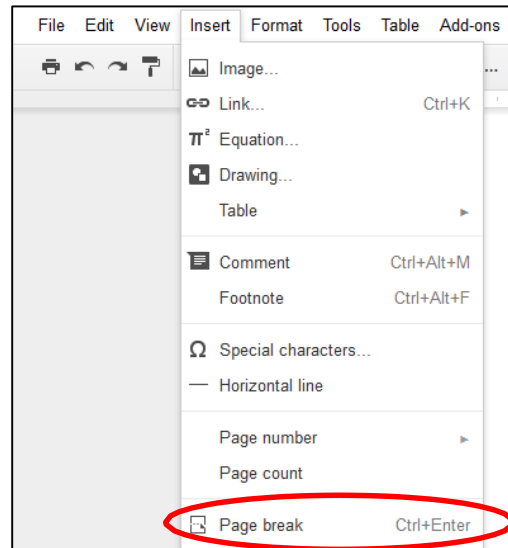 File Edit View Insert Format Tools Table Add-ons
Image...
...
Link... Ctrl+K
π² Equation...
Drawing...
Table ►
Comment Ctrl+Alt+M
Footnote Ctrl+Alt+F
Ω Special characters...
Horizontal line
Page number ►
Page count
Page break Ctrl+Enter